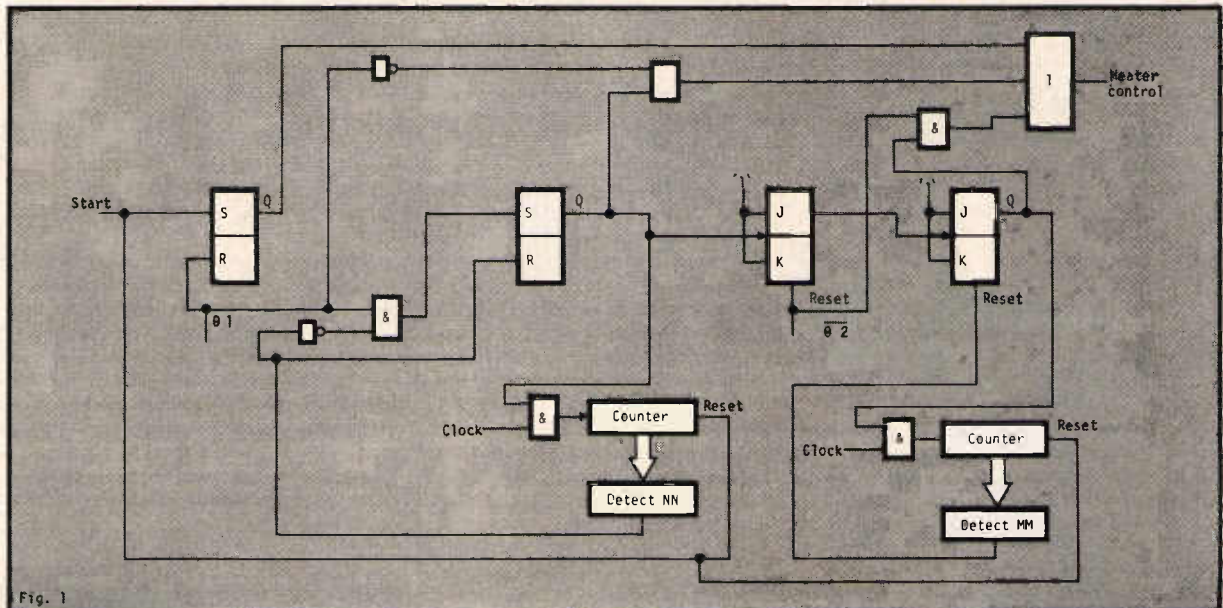 1
Heater
control
&
Start
S
Q
R
S
Q
R
'1'
J
K
'1'
J
Q
K
θ 1
&
Reset
θ 2
Reset
Clock
&
Counter
Reset
Detect NN
Clock
&
Counter
Reset
Detect MM
Fig. 1